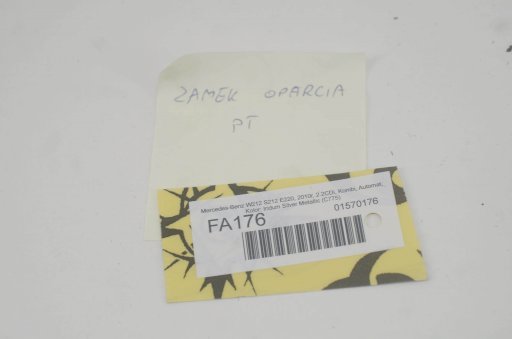 ZAMEK OPARCIA
PT
Mercedes-Benz W212 S212 E220, 2010r, 2.2CDI, Kombi, Automat.,
Kolor: Iridium Silver Metallic (C775)
FA176
01570176